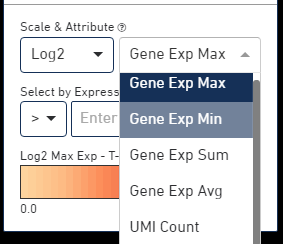 Scale & Attribute ?
Log2 Gene Exp Max
Gene Exp Max
Select by Express
Gene Exp Min
> Enter
Log2 Max Exp - T-
Gene Exp Sum
Gene Exp Avg
0.0
UMI Count